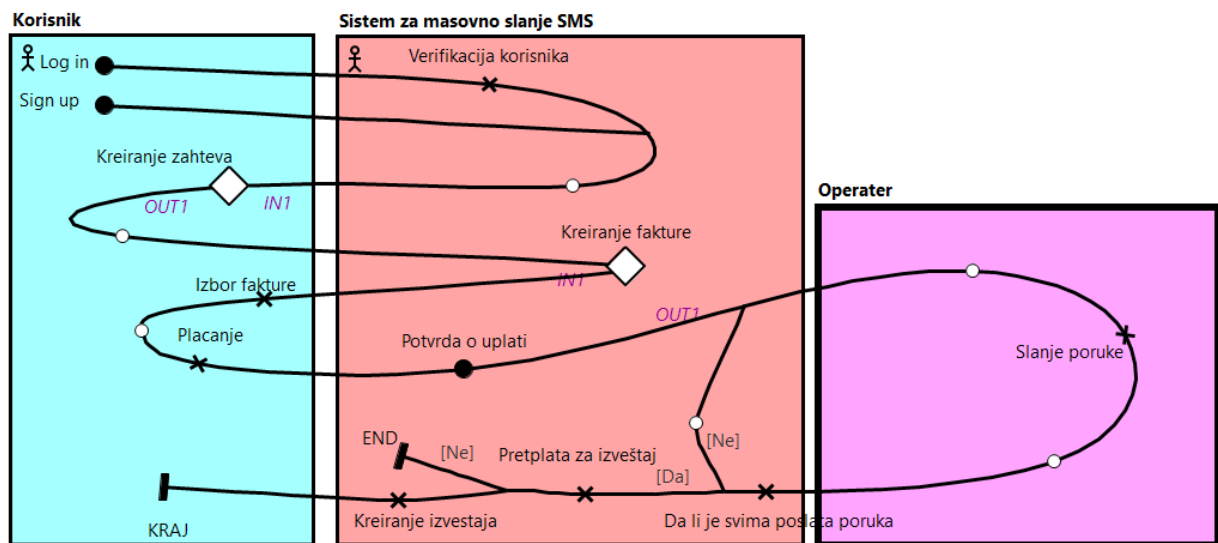 Korisnik
Sistem za masovno slanje SMS
Log in
Verifikacija korisnika
Sign up
Kreiranje zahteva
OUT1
IN1
Operater
Kreiranje fakture
IN1
Izbor fakture
OUT1
Placanje
Potvrda o uplati
Slanje poruke
END
[Ne]
Pretplata za izveštaj
[Ne]
[Da]
KRAJ
Kreiranje izvestaja
Da li je svima poslata poruka